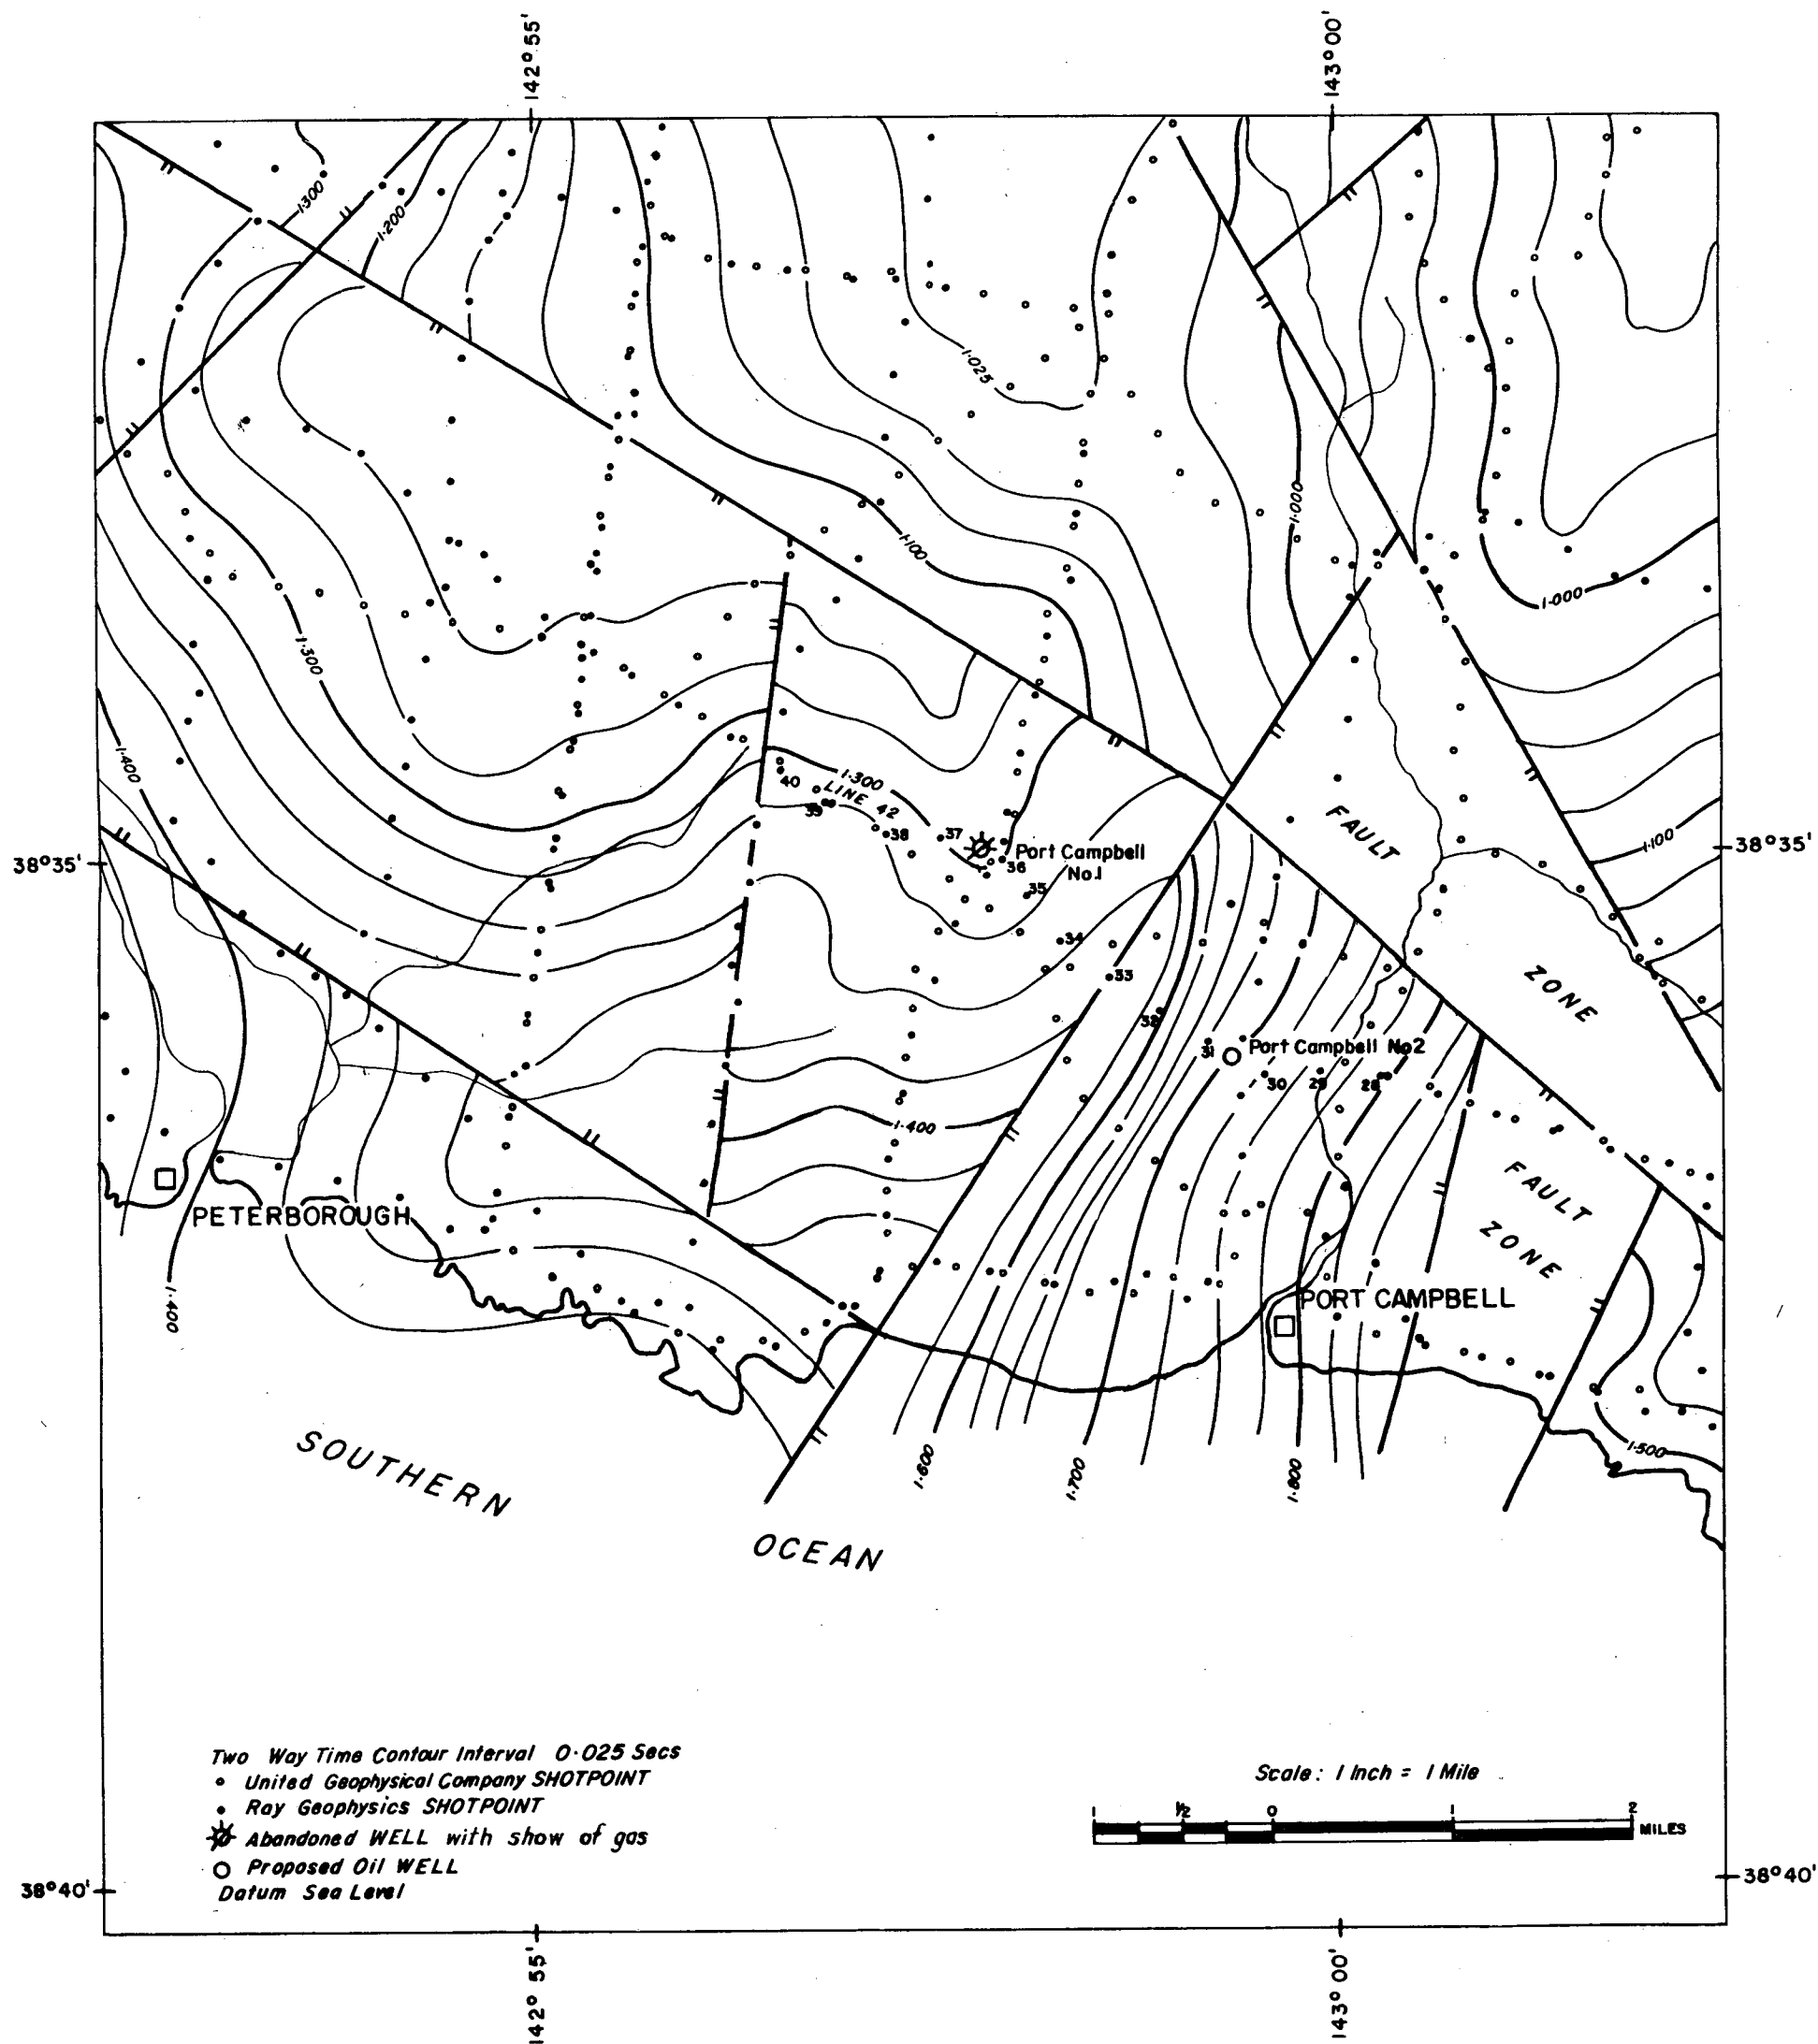 142° 55'
143° 00'
1·300
1·200
1·025
1·000
1·100
1·000
1·300
1·400
40
1·300
LINE 42
39
38
37
36
Port Campbell
No.1
35
34
33
32
FAULT
ZONE
1·100
38°35'
38°35'
31
Port Campbell No2
30
29
28
1·400
FAULT
ZONE
PETERBOROUGH
PORT CAMPBELL
1·400
1·500
1·600
1·700
1·800
SOUTHERN
OCEAN
Two Way Time Contour Interval 0·025 Secs
United Geophysical Company SHOTPOINT
Ray Geophysics SHOTPOINT
Abandoned WELL with show of gas
Proposed Oil WELL
Datum Sea Level
Scale: 1 Inch = 1 Mile
1 ½ 0 1 2
MILES
38°40'
38°40'
142° 55'
143° 00'